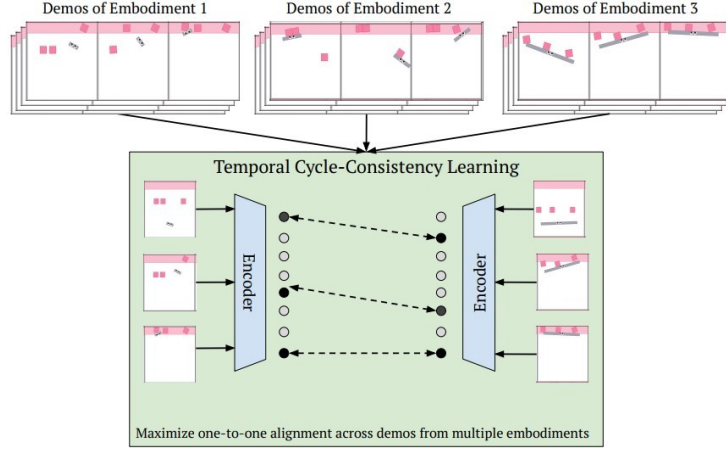 Demos of Embodiment 1
Demos of Embodiment 2
Demos of Embodiment 3
Temporal Cycle-Consistency Learning
Encoder
Encoder
Maximize one-to-one alignment across demos from multiple embodiments